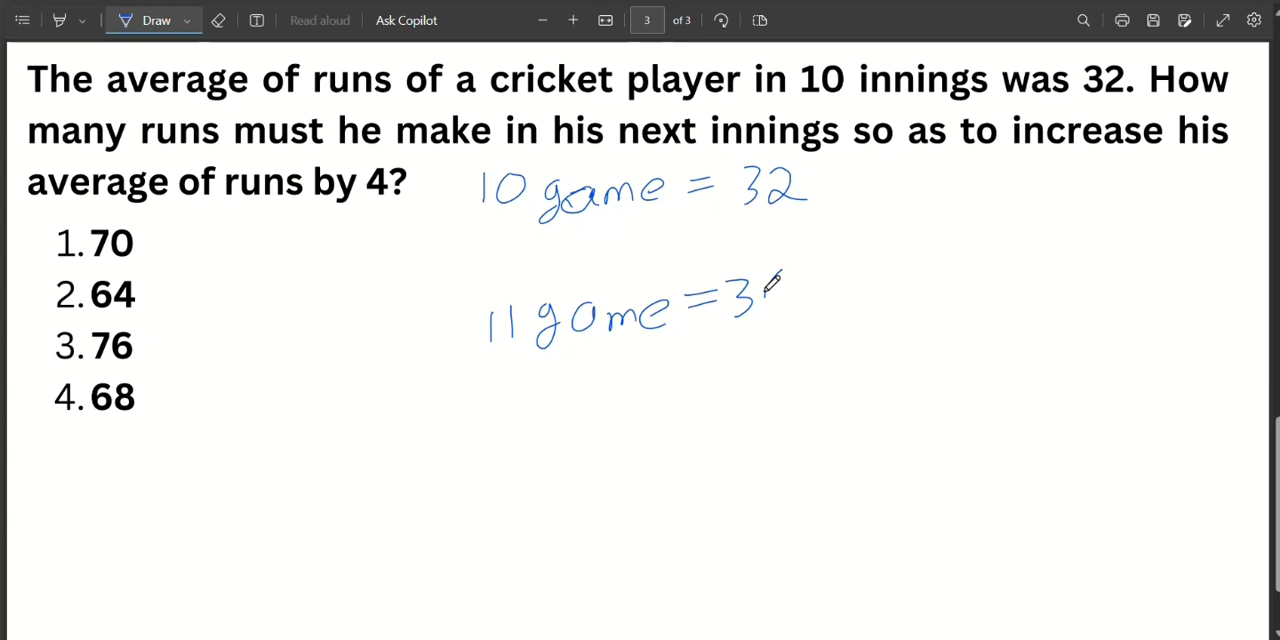 Draw Read aloud Ask Copilot 3 of 3
The average of runs of a cricket player in 10 innings was 32. How
many runs must he make in his next innings so as to increase his
average of runs by 4?
10 game = 32
1. 70
2. 64
11 game = 3
3. 76
4. 68